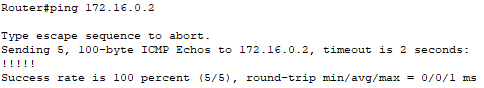 Router#ping 172.16.0.2
Type escape sequence to abort.
Sending 5, 100-byte ICMP Echos to 172.16.0.2, timeout is 2 seconds:
!!!!!
Success rate is 100 percent (5/5), round-trip min/avg/max = 0/0/1 ms